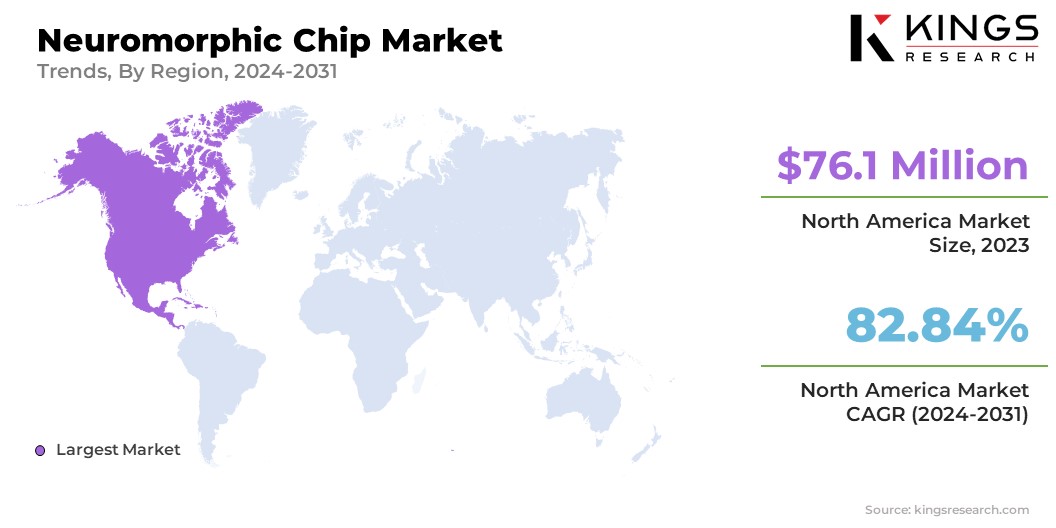 Neuromorphic Chip Market
Trends, By Region, 2024-2031
KINGS
RESEARCH
$76.1 Million
North America Market
Size, 2023
82.84%
North America Market
CAGR (2024-2031)
Largest Market
Source: kingsresearch.com